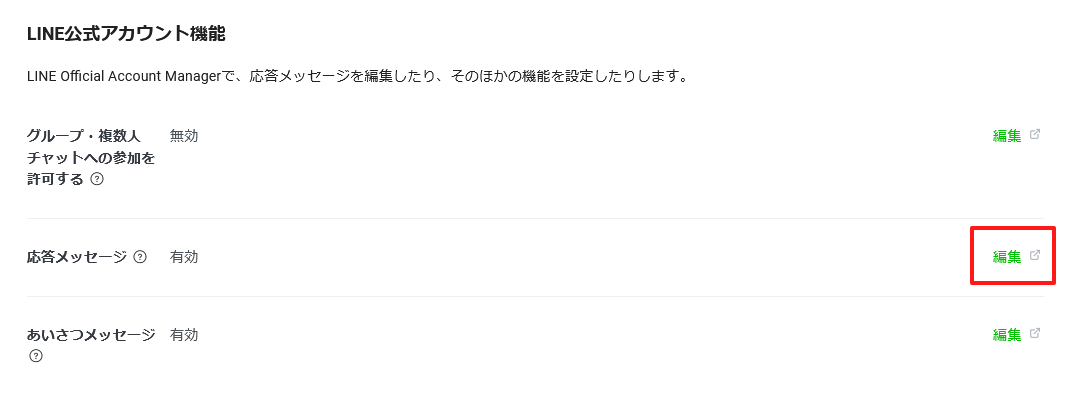 LINE公式アカウント機能
LINE Official Account Managerで、応答メッセージを編集したり、そのほかの機能を設定したりします。
グループ・複数人 無効 編集
チャットへの参加を
許可する ?
応答メッセージ ? 有効 編集
あいさつメッセージ 有効 編集
?